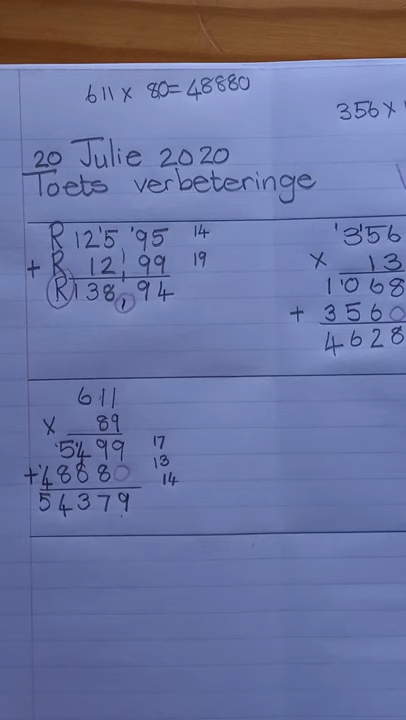 611 x 80 = 48880
356 x
20 Julie 2020
Toets verbeteringe
R 125,95 14
+ R 12,99 19
R138,94
356
x 13
1068
+ 3560
4628
611
x 89
5499 17
+ 48880 13
14
54379